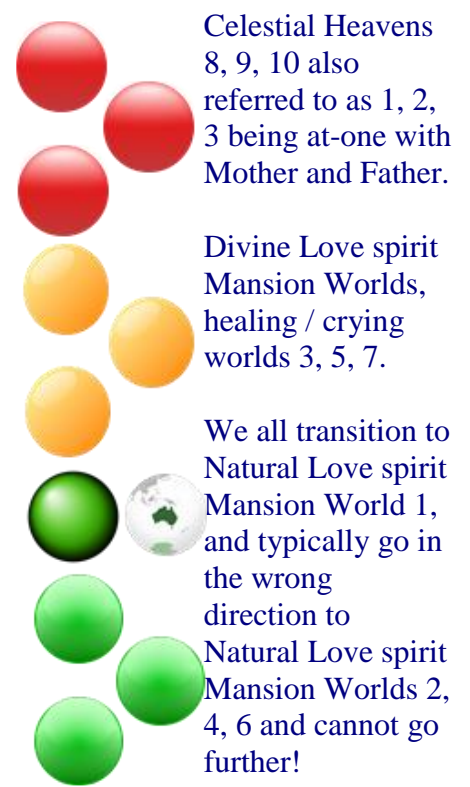 Celestial Heavens
8, 9, 10 also
referred to as 1, 2,
3 being at-one with
Mother and Father.
Divine Love spirit
Mansion Worlds,
healing / crying
worlds 3, 5, 7.
We all transition to
Natural Love spirit
Mansion World 1,
and typically go in
the wrong
direction to
Natural Love spirit
Mansion Worlds 2,
4, 6 and cannot go
further!